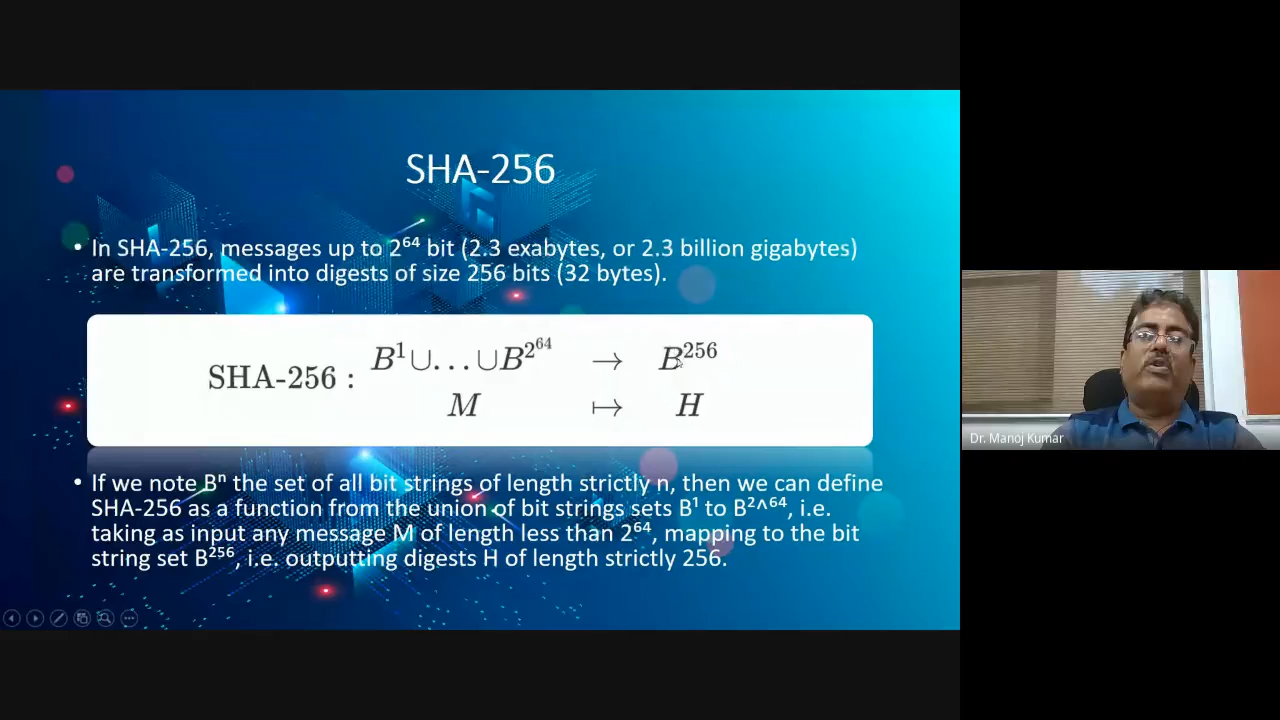 SHA-256
• In SHA-256, messages up to 2⁶⁴ bit (2.3 exabytes, or 2.3 billion gigabytes)
are transformed into digests of size 256 bits (32 bytes).
SHA-256 : B¹∪...∪B^2^64 → B²⁵⁶
M ↦ H
• If we note Bⁿ the set of all bit strings of length strictly n, then we can define
SHA-256 as a function from the union of bit strings sets B¹ to B²^⁶⁴, i.e.
taking as input any message M of length less than 2⁶⁴, mapping to the bit
string set B²⁵⁶, i.e. outputting digests H of length strictly 256.
Dr. Manoj Kumar